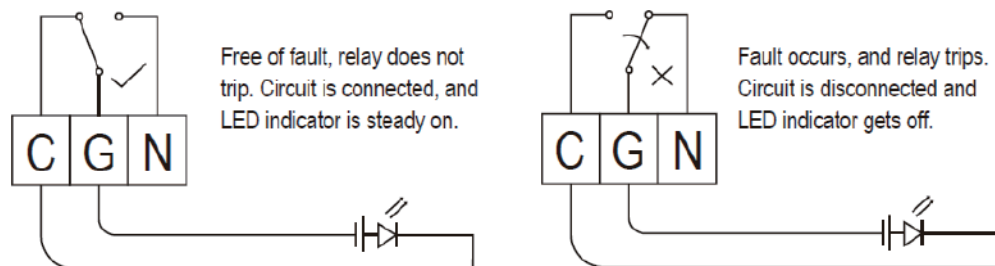 Free of fault, relay does not
trip. Circuit is connected, and
LED indicator is steady on.
C G N
Fault occurs, and relay trips.
Circuit is disconnected and
LED indicator gets off.
C G N